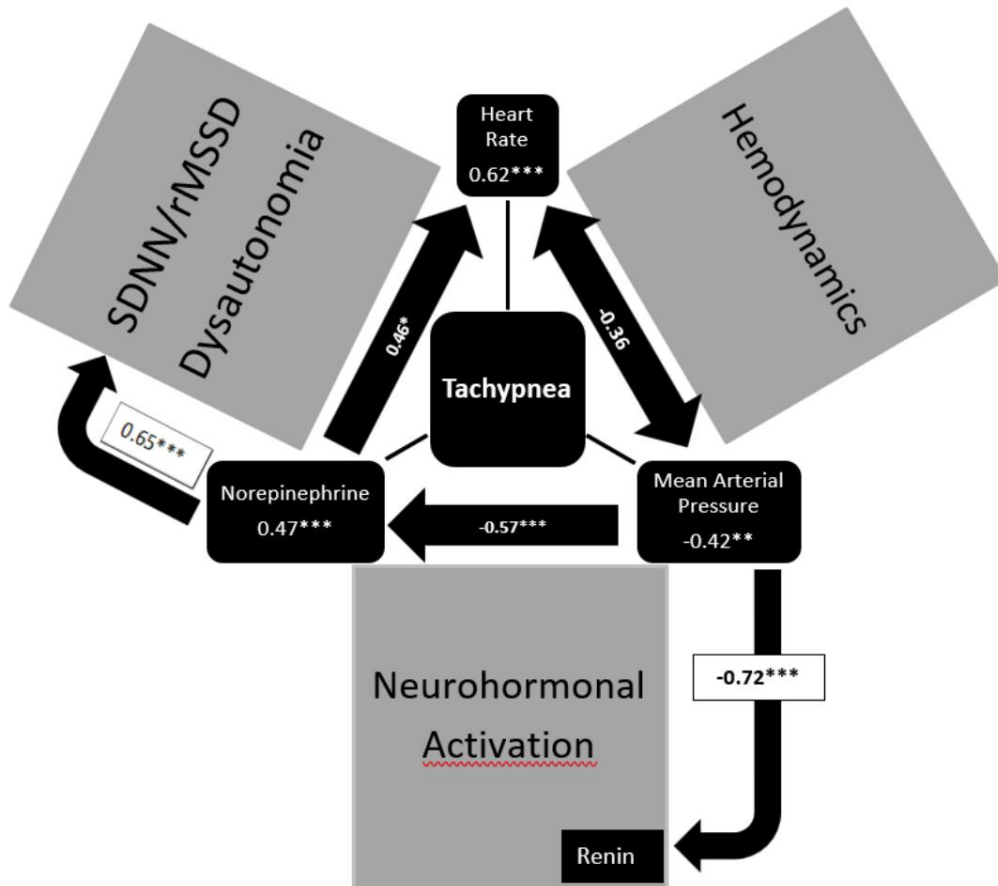 Heart
Rate
0.62***
SDNN/rMSSD
Dysautonomia
Hemodynamics
0.46*
-0.36
Tachypnea
0.65***
Norepinephrine
0.47***
-0.57***
Mean Arterial
Pressure
-0.42**
Neurohormonal
Activation
-0.72***
Renin